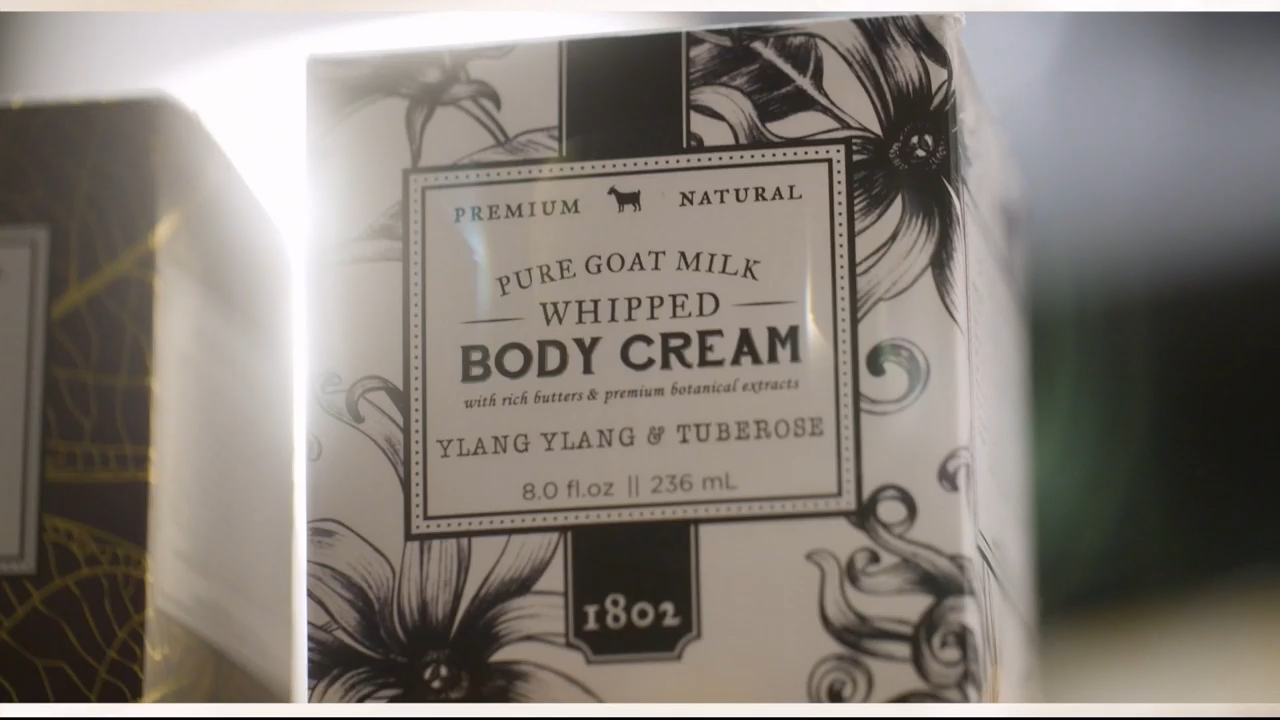 PREMIUM NATURAL
PURE GOAT MILK
WHIPPED
BODY CREAM
with rich butters & premium botanical extracts
YLANG YLANG & TUBEROSE
8.0 fl.oz || 236 mL
1802